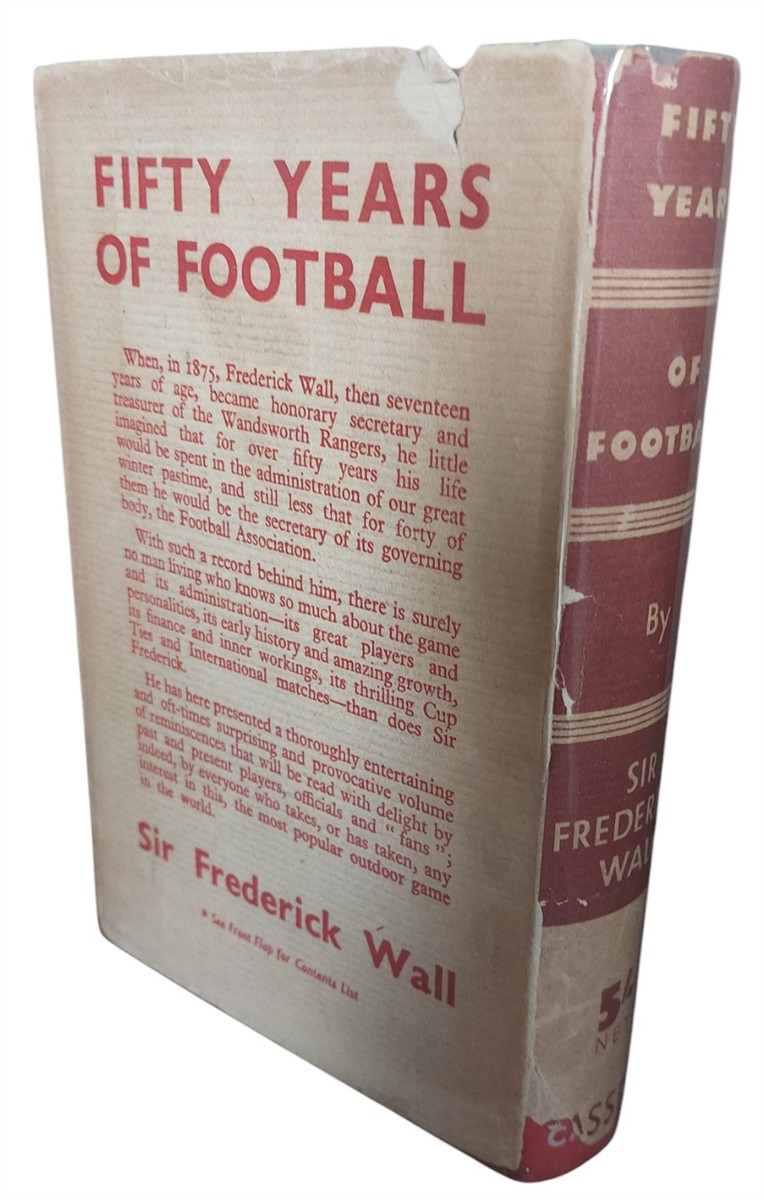 FIFTY YEARS
OF FOOTBALL
When, in 1875, Frederick Wall, then seventeen
years of age, became honorary secretary and
treasurer of the Wandsworth Rangers, he little
imagined that for over fifty years his life
would be spent in the administration of our great
winter pastime, and still less that for forty of
them he would be the secretary of its governing
body, the Football Association.
With such a record behind him, there is surely
no man living who knows so much about the game
and its administration—its great players and
personalities, its early history and amazing growth,
its finance and inner workings, its thrilling Cup
Ties and International matches—than does Sir
Frederick.
He has here presented a thoroughly entertaining
and oft-times surprising and provocative volume
of reminiscences that will be read with delight by
past and present players, officials and "fans";
indeed, by everyone who takes, or has taken, any
interest in this, the most popular outdoor game
in the world.
Sir Frederick Wall
* See Front Flap for Contents List
FIFT
YEAR
OF
FOOTBA
By
SIR
FREDER
WAL
5/
NE
CASSE